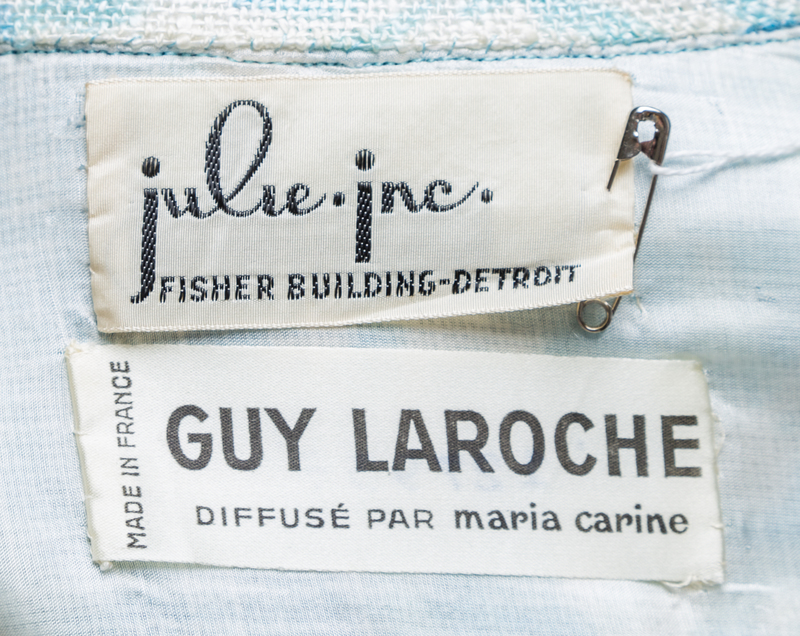 julie·inc.
FISHER BUILDING-DETROIT
MADE IN FRANCE
GUY LAROCHE
DIFFUSÉ PAR maria carine